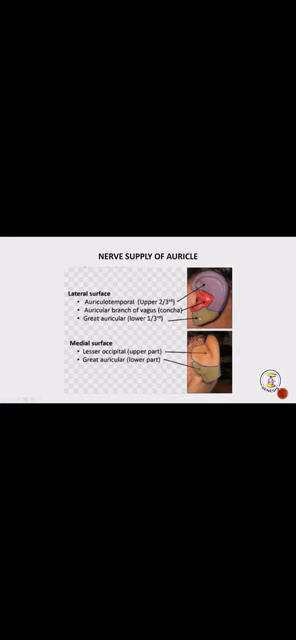 NERVE SUPPLY OF AURICLE
Lateral surface
• Auriculotemporal (Upper 2/3rd)
• Auricular branch of vagus (concha)
• Great auricular (lower 1/3rd)
Medial surface
• Lesser occipital (upper part)
• Great auricular (lower part)